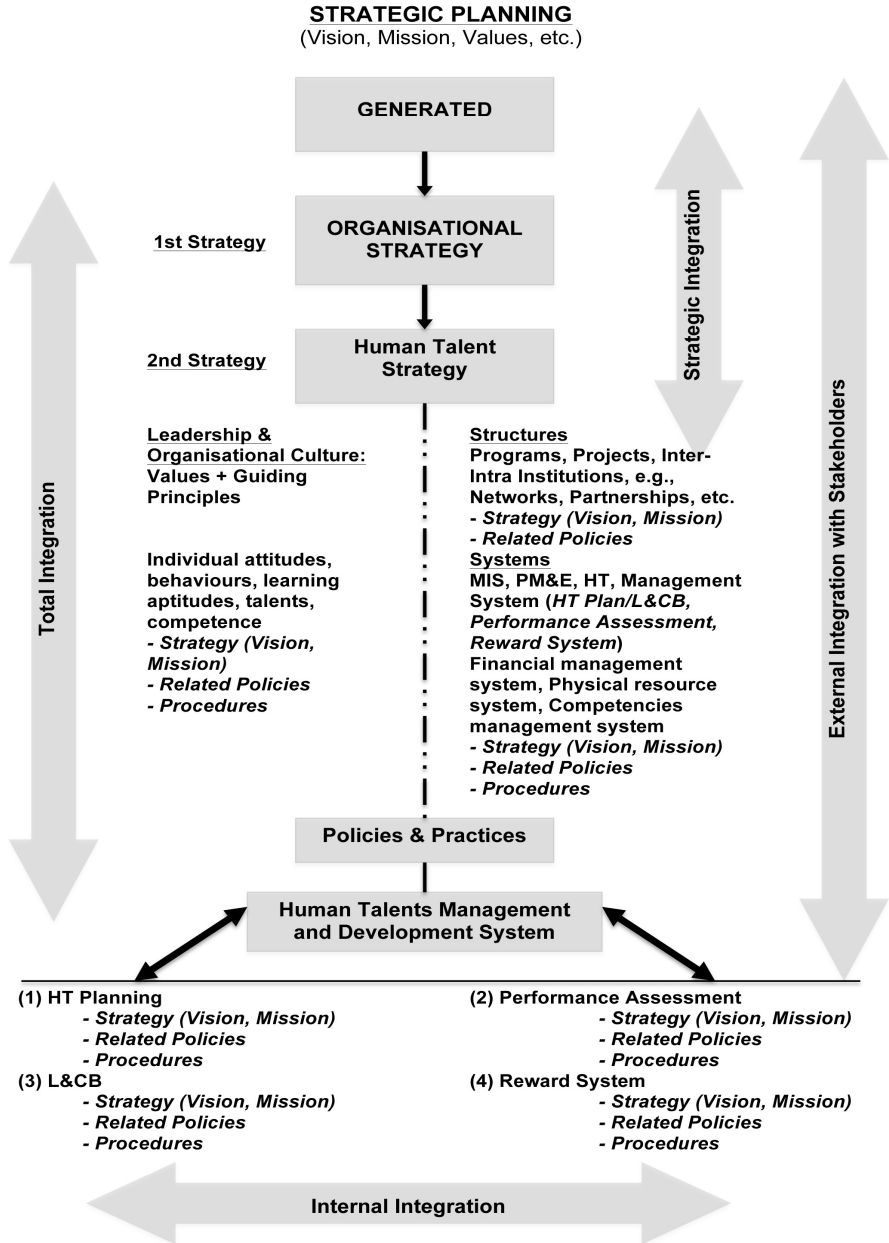 STRATEGIC PLANNING
(Vision, Mission, Values, etc.)
GENERATED
1st Strategy
ORGANISATIONAL
STRATEGY
2nd Strategy
Human Talent
Strategy
Strategic Integration
Total Integration
External Integration with Stakeholders
Leadership &
Organisational Culture:
Values + Guiding
Principles
Individual attitudes,
behaviours, learning
aptitudes, talents,
competence
- Strategy (Vision,
Mission)
- Related Policies
- Procedures
Structures
Programs, Projects, Inter-
Intra Institutions, e.g.,
Networks, Partnerships, etc.
- Strategy (Vision, Mission)
- Related Policies
Systems
MIS, PM&E, HT, Management
System (HT Plan/L&CB,
Performance Assessment,
Reward System)
Financial management
system, Physical resource
system, Competencies
management system
- Strategy (Vision, Mission)
- Related Policies
- Procedures
Policies & Practices
Human Talents Management
and Development System
(1) HT Planning
- Strategy (Vision, Mission)
- Related Policies
- Procedures
(2) Performance Assessment
- Strategy (Vision, Mission)
- Related Policies
- Procedures
(3) L&CB
- Strategy (Vision, Mission)
- Related Policies
- Procedures
(4) Reward System
- Strategy (Vision, Mission)
- Related Policies
- Procedures
Internal Integration